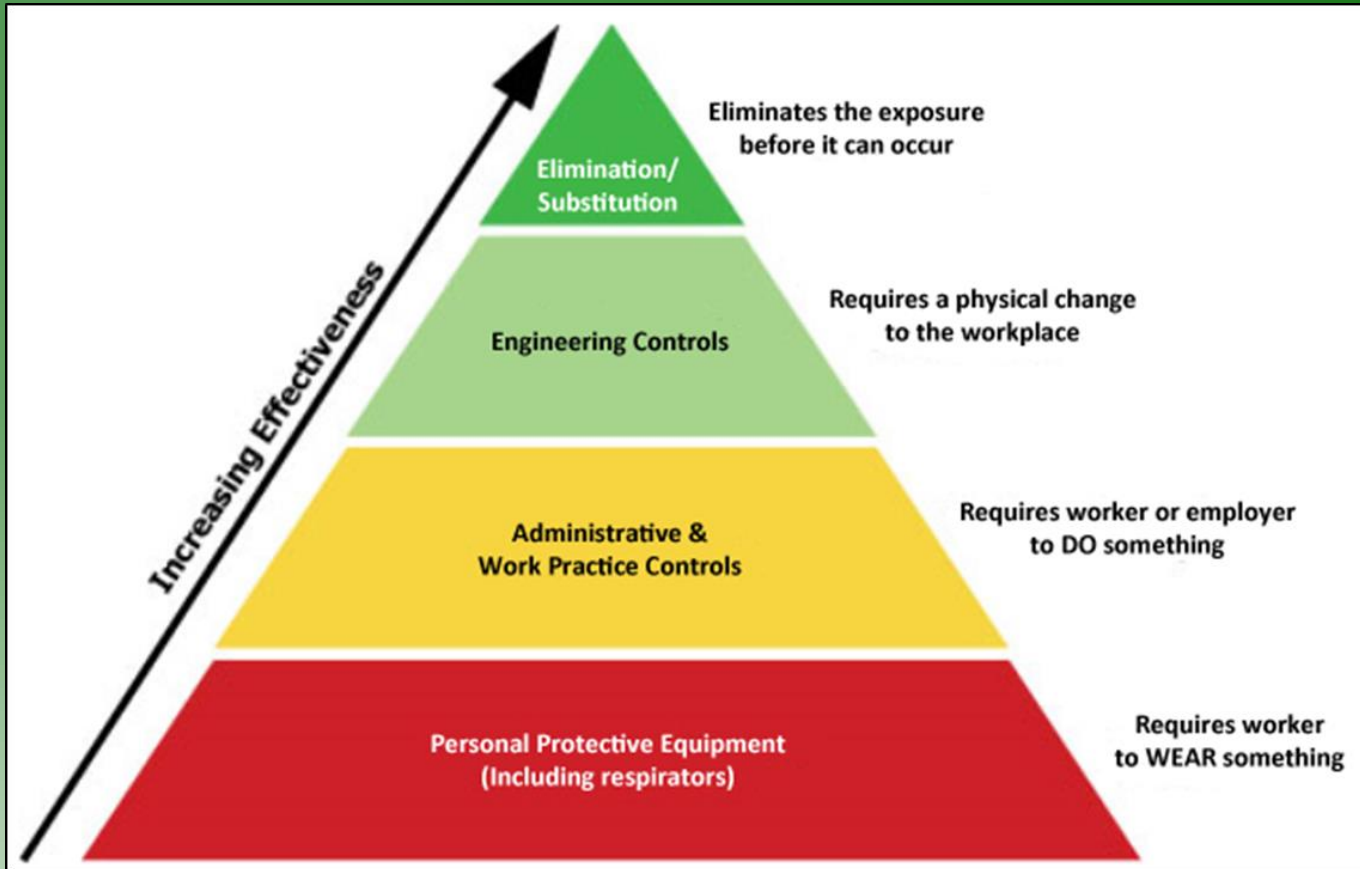 Increasing Effectiveness
Elimination/
Substitution
Eliminates the exposure
before it can occur
Engineering Controls
Requires a physical change
to the workplace
Administrative &
Work Practice Controls
Requires worker or employer
to DO something
Personal Protective Equipment
(Including respirators)
Requires worker
to WEAR something